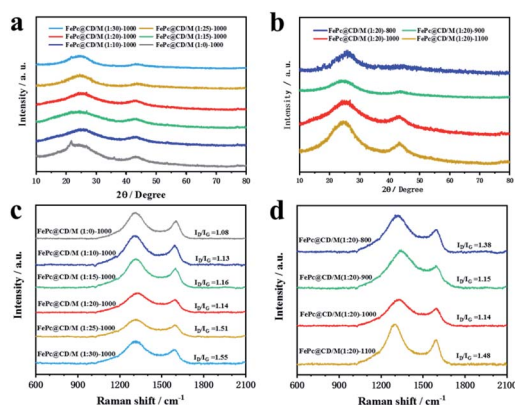 a
FePc@CD/M (1:30)-1000 FePc@CD/M (1:25)-1000
FePc@CD/M (1:20)-1000 FePc@CD/M (1:15)-1000
FePc@CD/M (1:10)-1000 FePc@CD/M (1:0)-1000
Intensity / a. u.
10 20 30 40 50 60 70 80
2θ / Degree
b
FePc@CD/M (1:20)-800 FePc@CD/M (1:20)-900
FePc@CD/M (1:20)-1000 FePc@CD/M (1:20)-1100
Intensity / a. u.
10 20 30 40 50 60 70 80
2θ / Degree
c
FePc@CD/M (1:0)-1000 ID/IG =1.08
FePc@CD/M (1:10)-1000 ID/IG =1.13
FePc@CD/M (1:15)-1000 ID/IG =1.16
FePc@CD/M (1:20)-1000 ID/IG =1.14
FePc@CD/M (1:25)-1000 ID/IG =1.51
FePc@CD/M (1:30)-1000 ID/IG =1.55
Intensity / a.u.
600 900 1200 1500 1800 2100
Raman shift / cm-1
d
FePc@CD/M(1:20)-800 ID/IG =1.38
FePc@CD/M(1:20)-900 ID/IG =1.15
FePc@CD/M(1:20)-1000 ID/IG =1.14
FePc@CD/M(1:20)-1100 ID/IG =1.48
Intensity / a.u.
600 900 1200 1500 1800 2100
Raman shift / cm-1